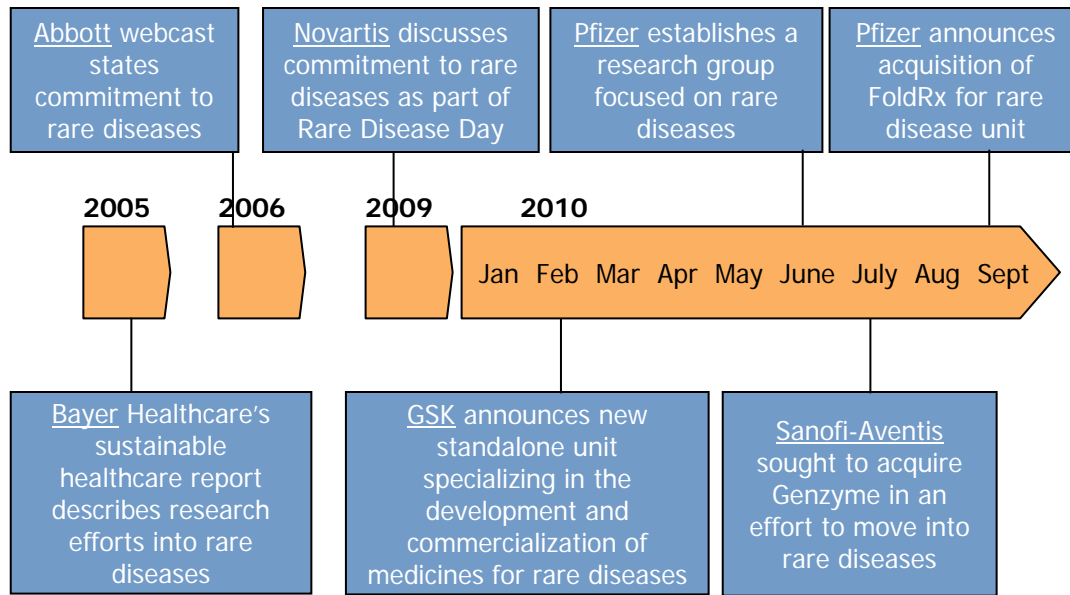 Abbott webcast
states
commitment to
rare diseases
Novartis discusses
commitment to rare
diseases as part of
Rare Disease Day
Pfizer establishes a
research group
focused on rare
diseases
Pfizer announces
acquisition of
FoldRx for rare
disease unit
2005
2006
2009
2010
Jan Feb Mar Apr May June July Aug Sept
Bayer Healthcare's
sustainable
healthcare report
describes research
efforts into rare
diseases
GSK announces new
standalone unit
specializing in the
development and
commercialization of
medicines for rare diseases
Sanofi-Aventis
sought to acquire
Genzyme in an
effort to move into
rare diseases